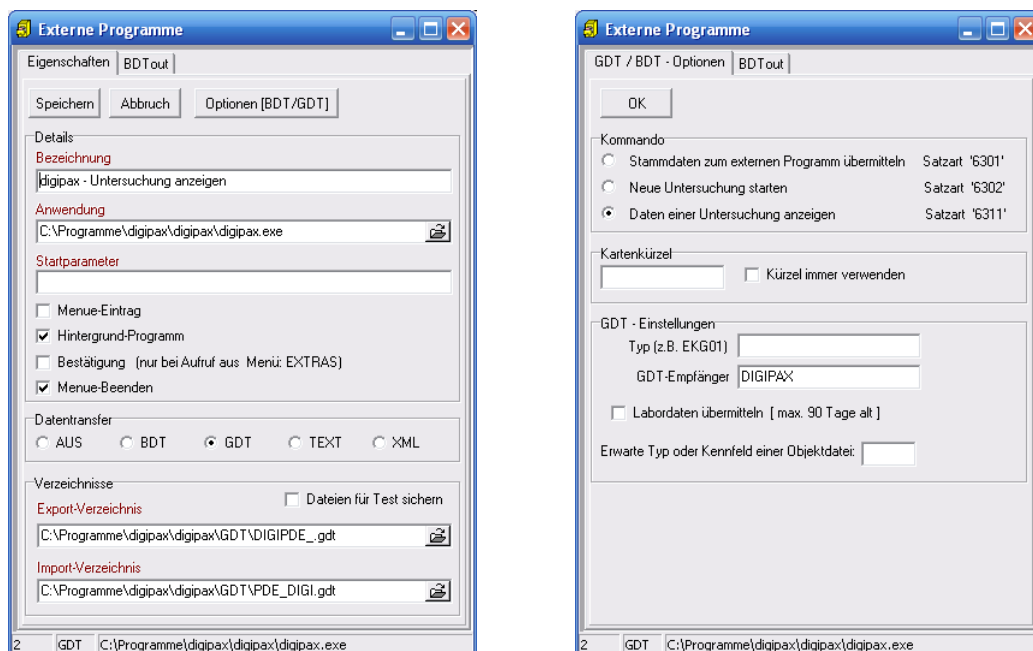 Externe Programme
Eigenschaften BDTout
Speichern Abbruch Optionen [BDT/GDT]
Details
Bezeichnung
digipax - Untersuchung anzeigen
Anwendung
C:\Programme\digipax\digipax\digipax.exe
Startparameter
Menue-Eintrag
Hintergrund-Programm
Bestätigung (nur bei Aufruf aus Menü: EXTRAS)
Menue-Beenden
Datentransfer
AUS BDT GDT TEXT XML
Verzeichnisse
Dateien für Test sichern
Export-Verzeichnis
C:\Programme\digipax\digipax\GDT\DIGIPDE_.gdt
Import-Verzeichnis
C:\Programme\digipax\digipax\GDT\PDE_DIGI.gdt
2 GDT C:\Programme\digipax\digipax\digipax.exe
Externe Programme
GDT / BDT - Optionen BDTout
OK
Kommando
Stammdaten zum externen Programm übermitteln Satzart '6301'
Neue Untersuchung starten Satzart '6302'
Daten einer Untersuchung anzeigen Satzart '6311'
Kartenkürzel
Kürzel immer verwenden
GDT - Einstellungen
Typ (z.B. EKG01)
GDT-Empfänger DIGIPAX
Labordaten übermitteln [ max. 90 Tage alt ]
Erwarte Typ oder Kennfeld einer Objektdatei:
2 GDT C:\Programme\digipax\digipax\digipax.exe